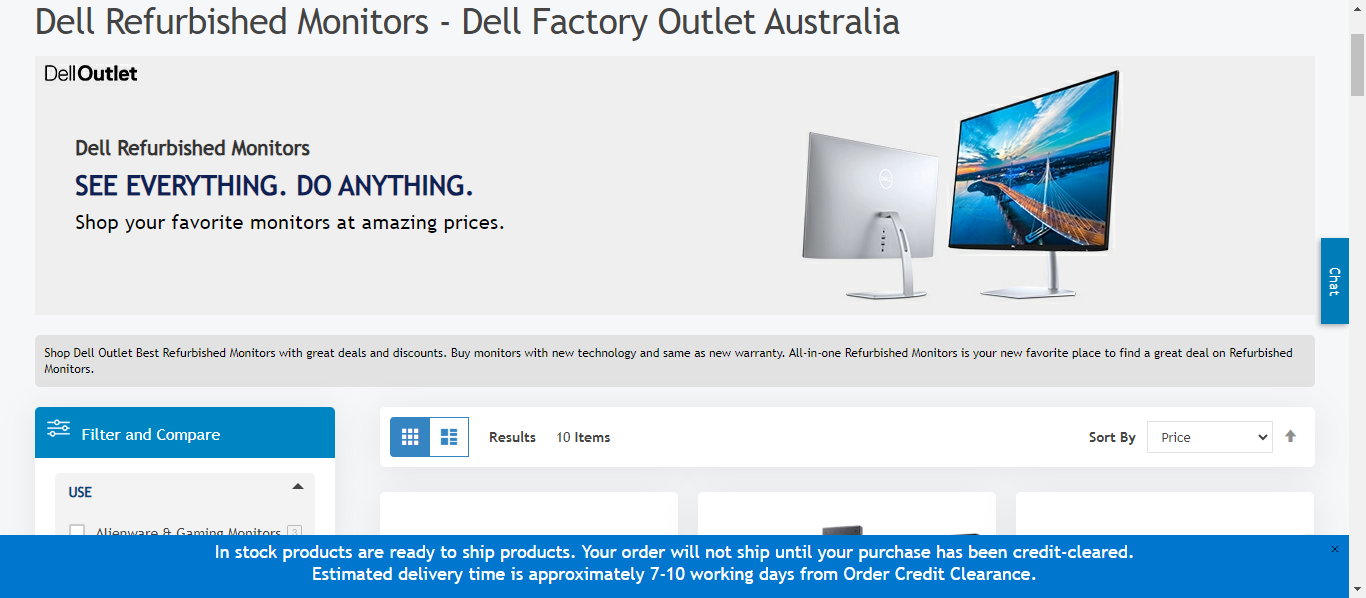 Dell Refurbished Monitors - Dell Factory Outlet Australia
DellOutlet
Dell Refurbished Monitors
SEE EVERYTHING. DO ANYTHING.
Shop your favorite monitors at amazing prices.
Chat
Shop Dell Outlet Best Refurbished Monitors with great deals and discounts. Buy monitors with new technology and same as new warranty. All-in-one Refurbished Monitors is your new favorite place to find a great deal on Refurbished
Monitors.
Filter and Compare
Results 10 Items
Sort By Price
USE
Alienware & Gaming Monitors 3
In stock products are ready to ship products. Your order will not ship until your purchase has been credit-cleared.
Estimated delivery time is approximately 7-10 working days from Order Credit Clearance.